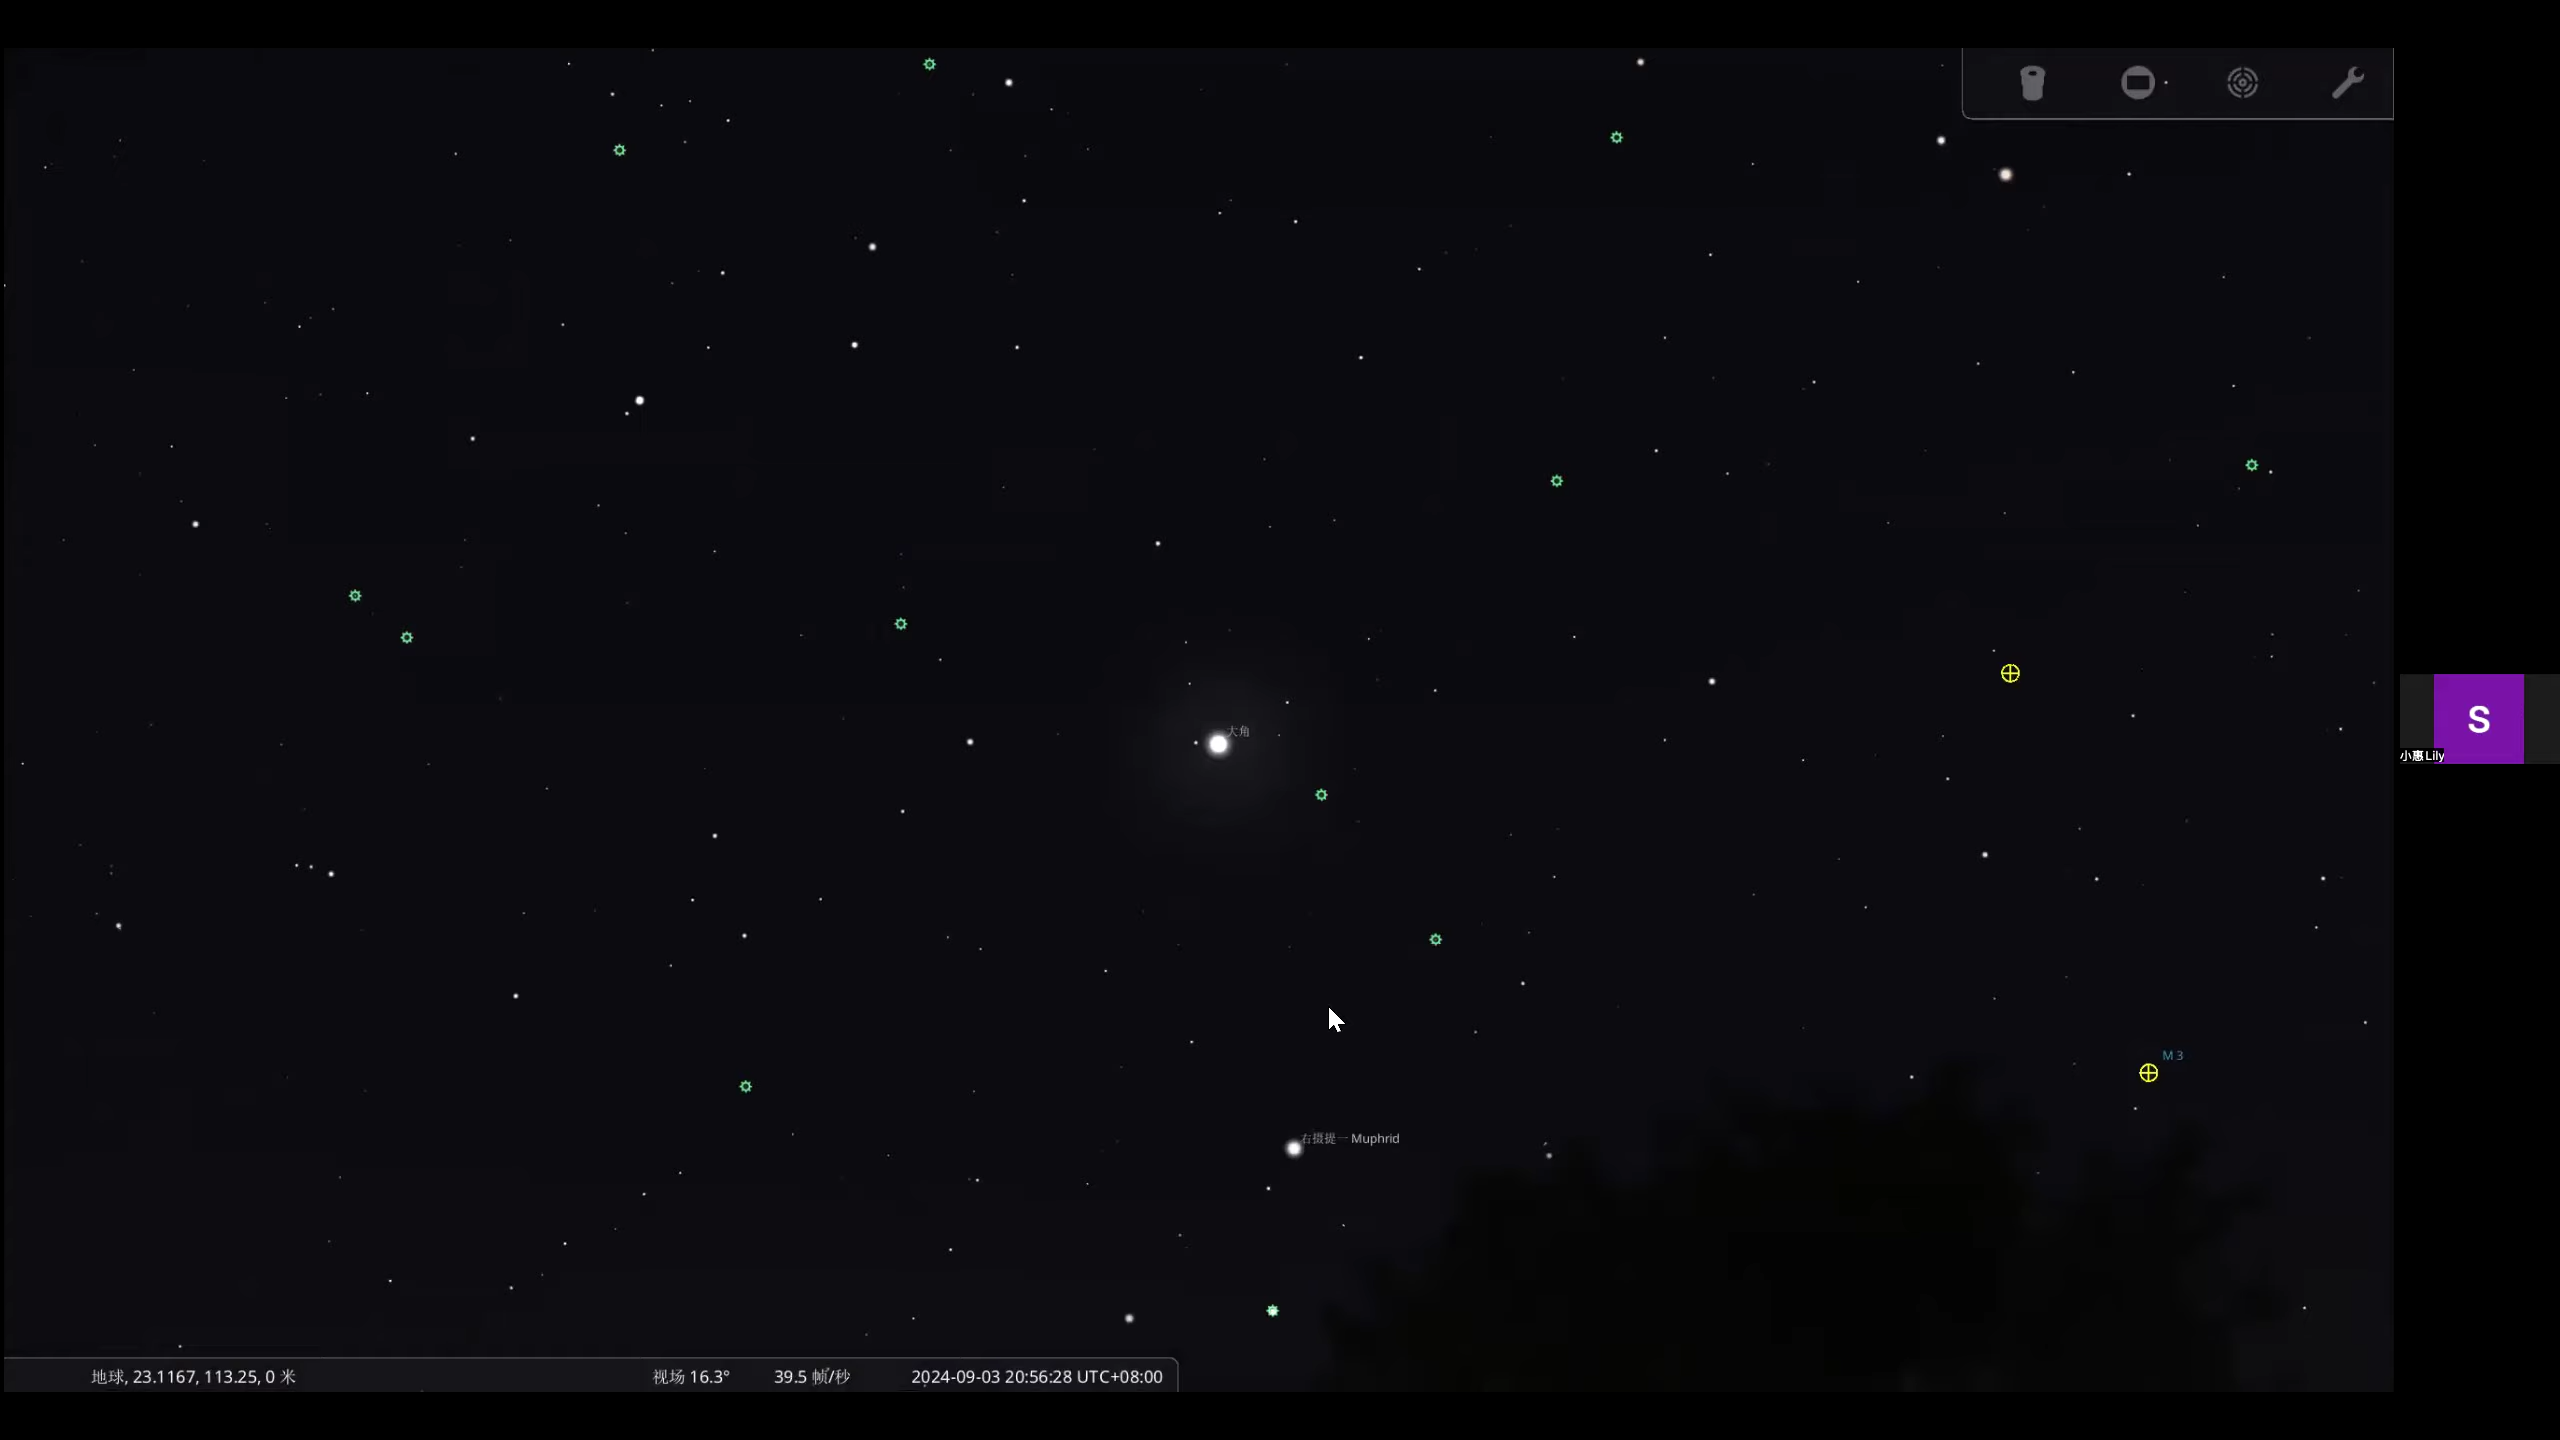 S
大角
小惠Lily
M 3
右摄提一 Muphrid
地球, 23.1167, 113.25, 0 米
视场 16.3°
39.5 帧/秒
2024-09-03 20:56:28 UTC+08:00